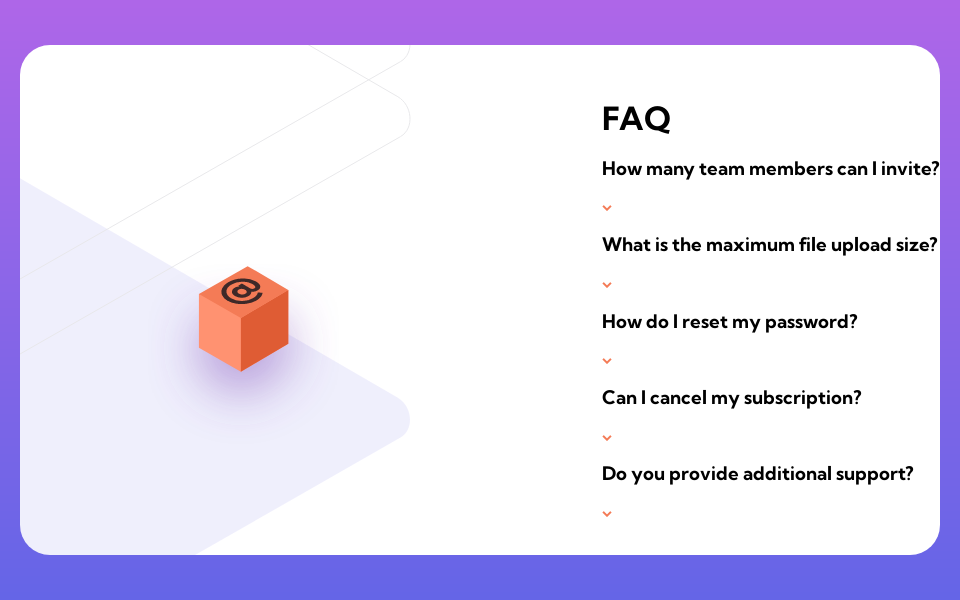 FAQ
How many team members can I invite?
What is the maximum file upload size?
How do I reset my password?
Can I cancel my subscription?
Do you provide additional support?
@